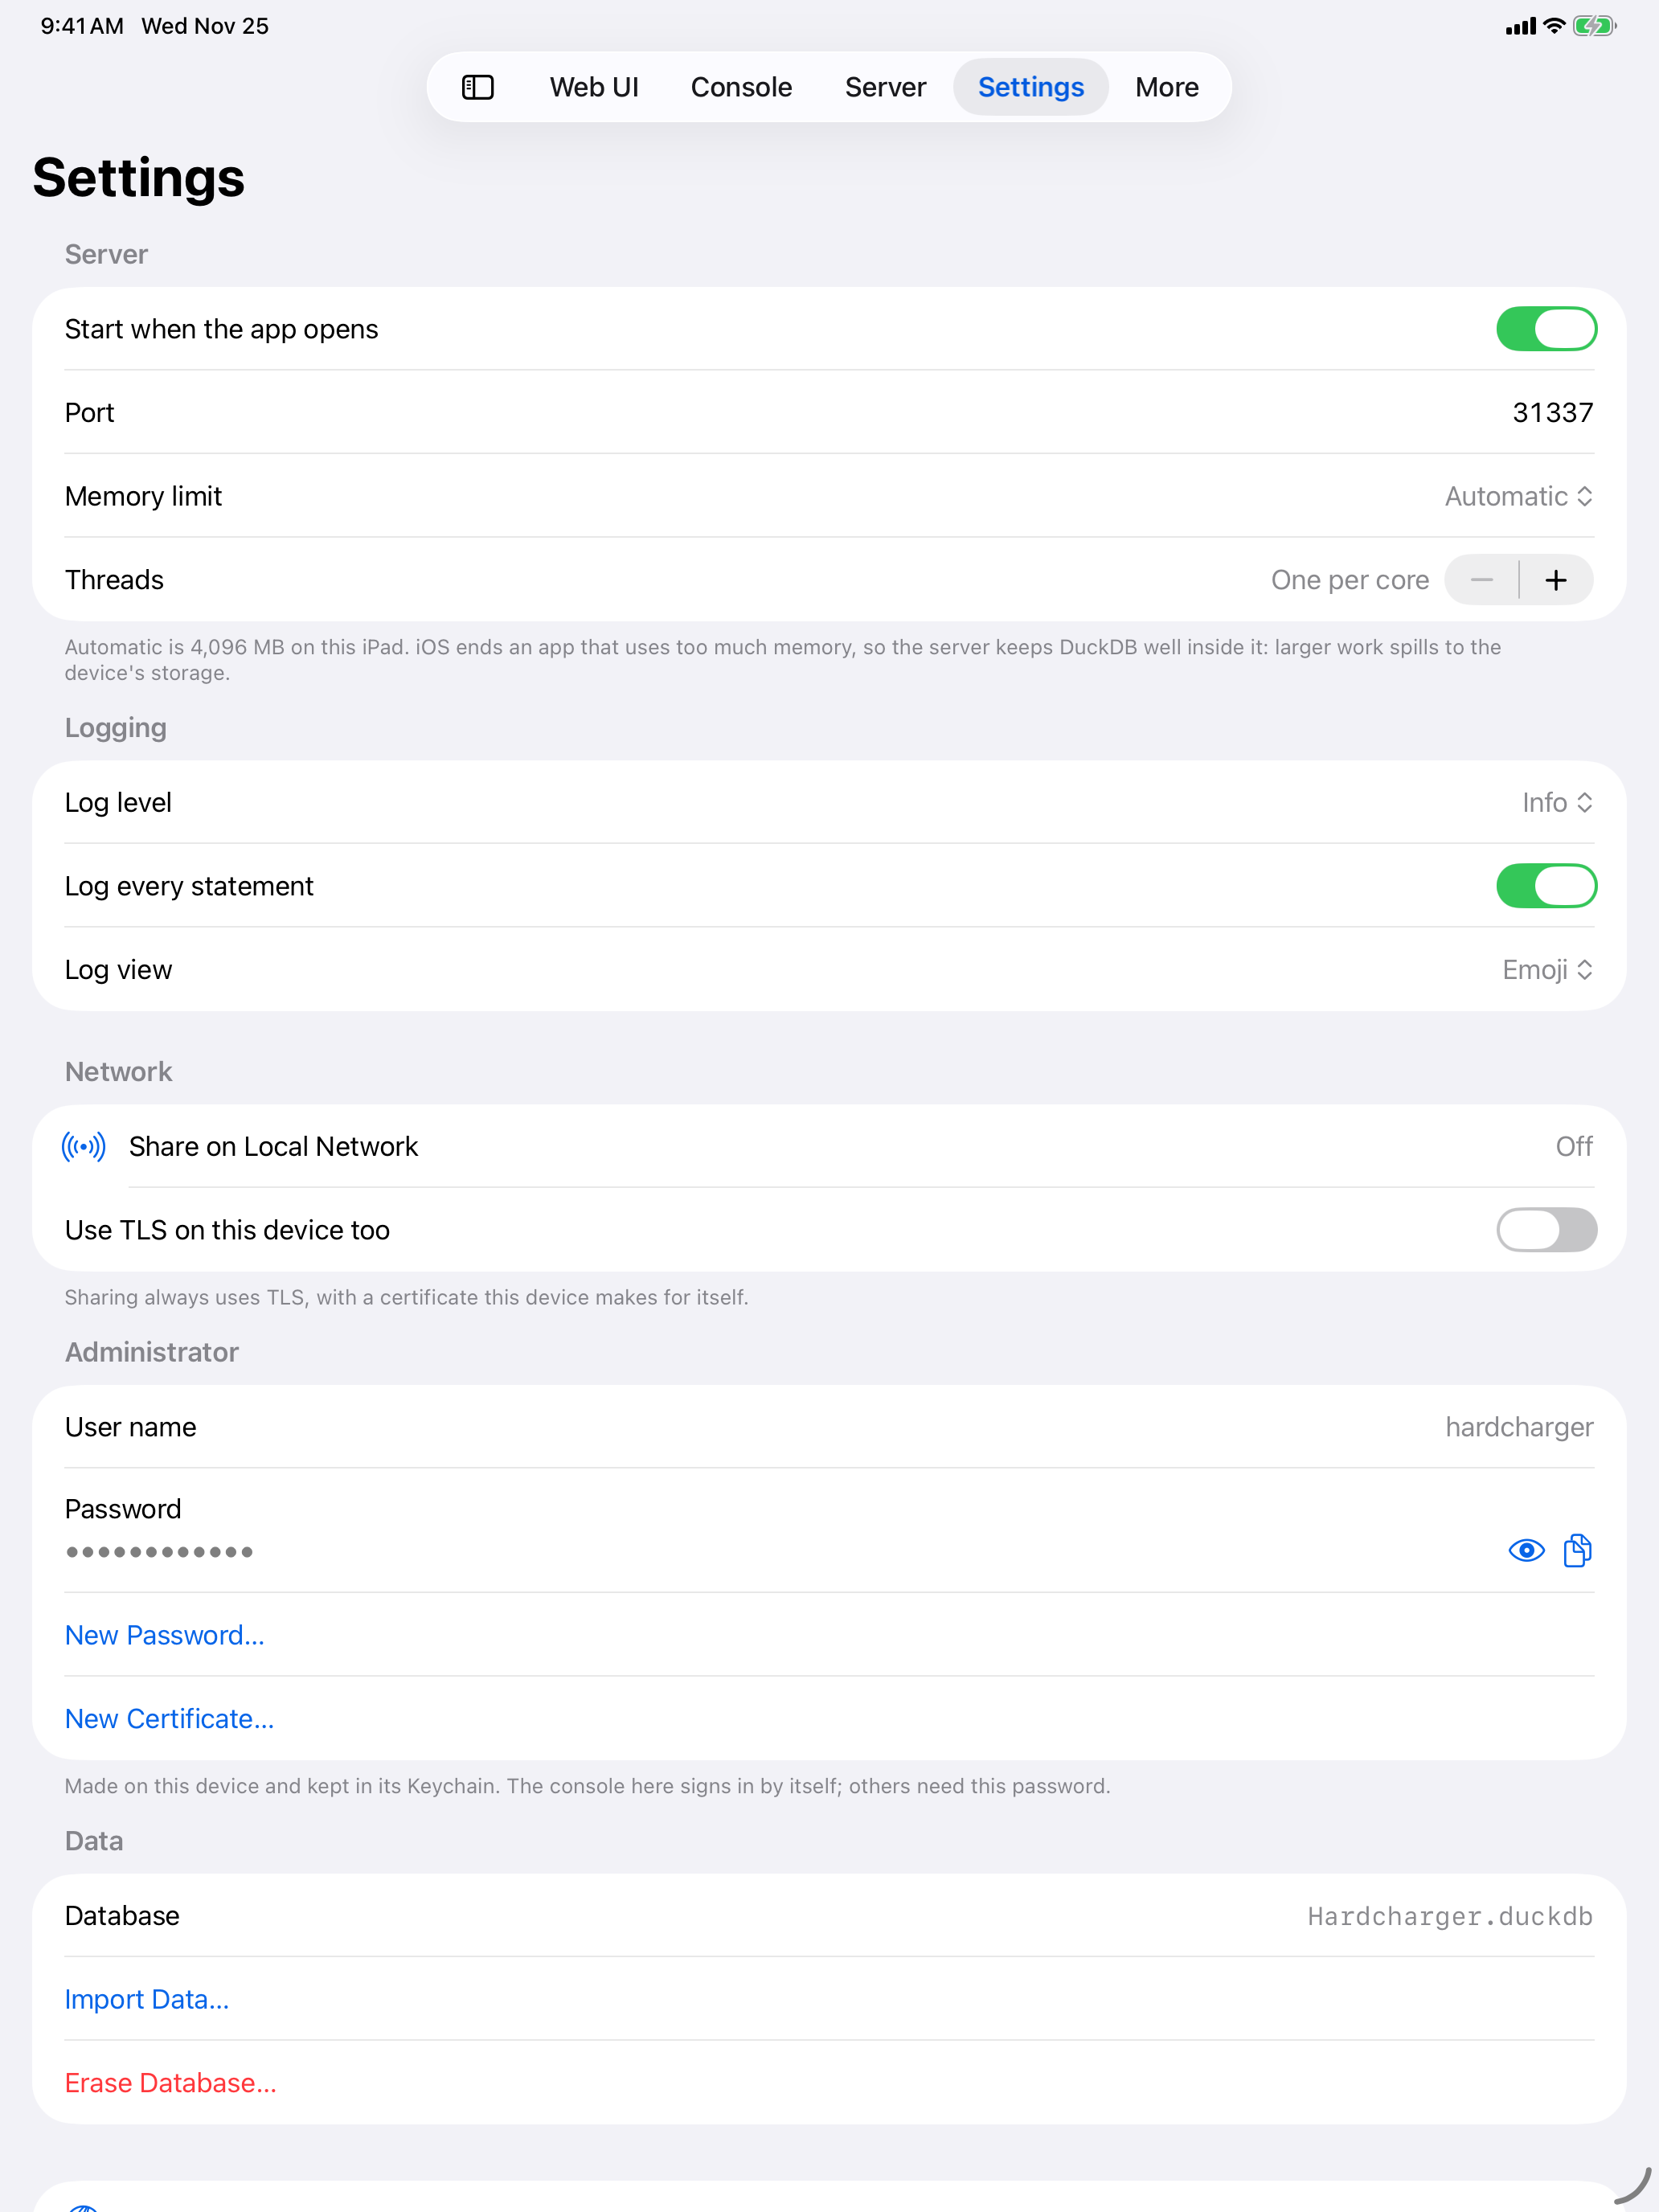 9:41 AM Wed Nov 25
Web UI Console Server Settings More
Settings
Server
Start when the app opens
Port 31337
Memory limit Automatic
Threads One per core
Automatic is 4,096 MB on this iPad. iOS ends an app that uses too much memory, so the server keeps DuckDB well inside it: larger work spills to the
device's storage.
Logging
Log level Info
Log every statement
Log view Emoji
Network
Share on Local Network Off
Use TLS on this device too
Sharing always uses TLS, with a certificate this device makes for itself.
Administrator
User name hardcharger
Password
••••••••••••
New Password...
New Certificate...
Made on this device and kept in its Keychain. The console here signs in by itself; others need this password.
Data
Database Hardcharger.duckdb
Import Data...
Erase Database...